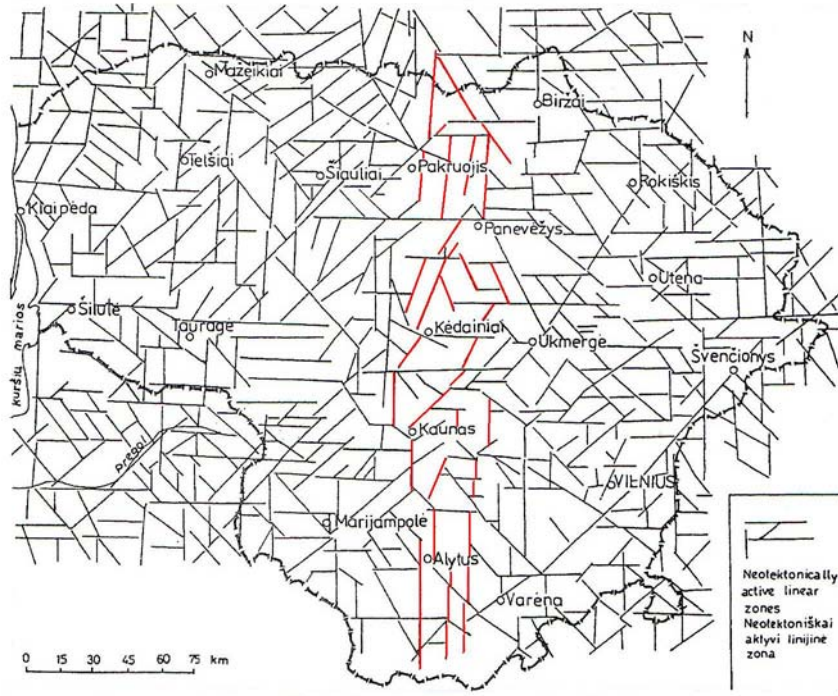 N
Mažeikiai
Biržai
Telšiai
Šiauliai
Pakruojis
Rokiškis
Klaipėda
Panevėžys
Utena
Šilutė
Tauragė
Kėdainiai
Ukmergė
Švenčionys
kuršių marios
Kaunas
Pregol
VILNIUS
Marijampolė
Alytus
Varėna
Neotektonically
active linear
zones
Neotektoniškai
aktyvi linijinė
zona
0 15 30 45 60 75 km